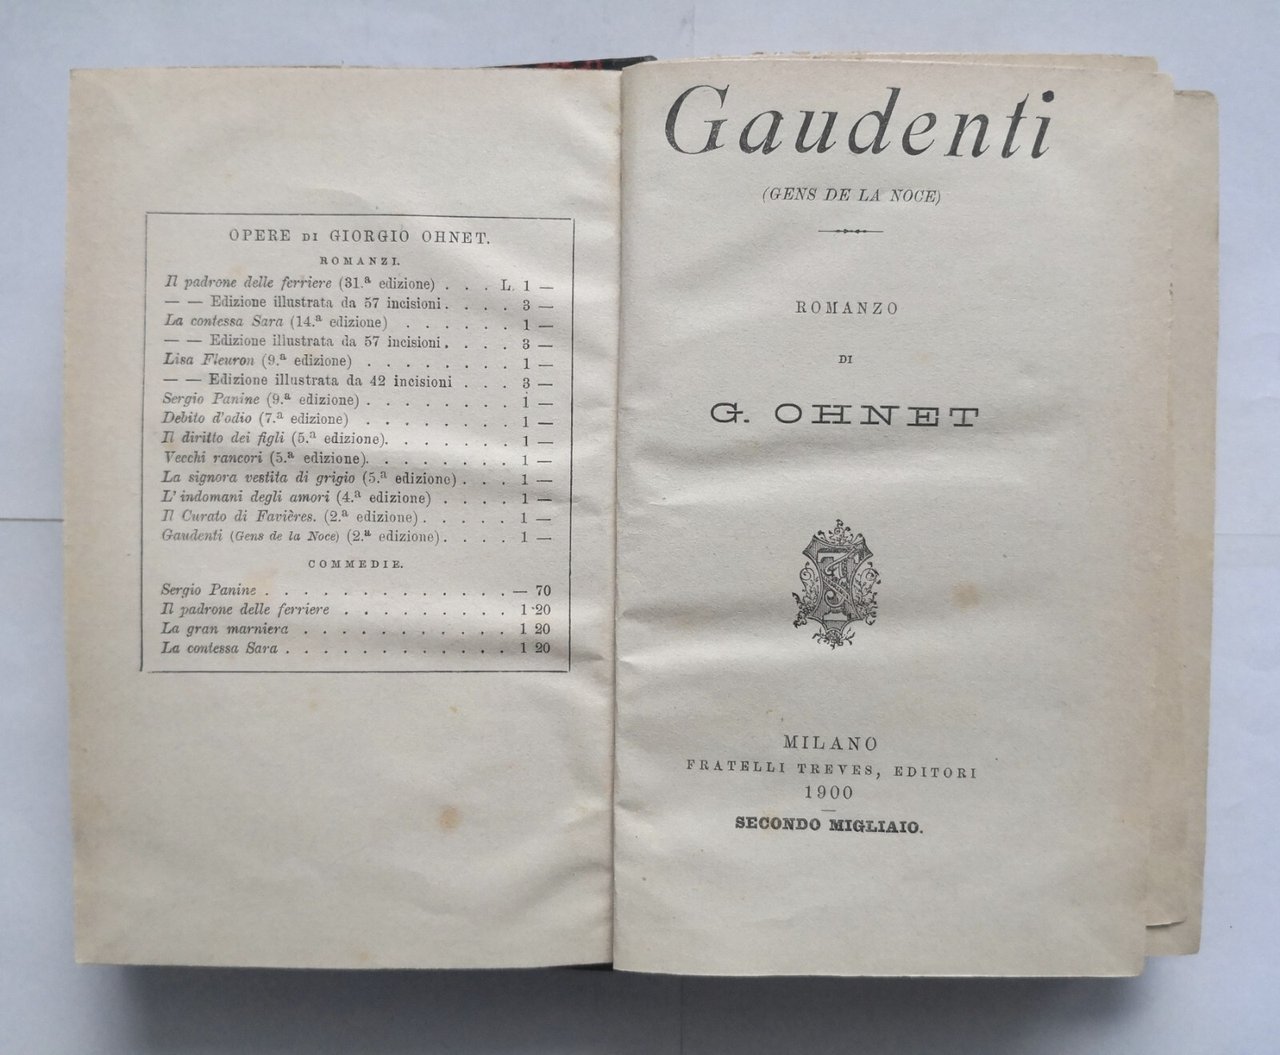 OPERE DI GIORGIO OHNET.
ROMANZI.
Il padrone delle ferriere (31.ª edizione) . . . L. 1 —
— — Edizione illustrata da 57 incisioni. . . . 3 —
La contessa Sara (14.ª edizione) . . . . . . 1 —
— — Edizione illustrata da 57 incisioni. . . . 3 —
Lisa Fleuron (9.ª edizione) . . . . . . . . 1 —
— — Edizione illustrata da 42 incisioni . . . 3 —
Sergio Panine (9.ª edizione) . . . . . . . . 1 —
Debito d'odio (7.ª edizione) . . . . . . . . 1 —
Il diritto dei figli (5.ª edizione). . . . . . . 1 —
Vecchi rancori (5.ª edizione). . . . . . . . 1 —
La signora vestita di grigio (5.ª edizione) . . . 1 —
L'indomani degli amori (4.ª edizione) . . . . 1 —
Il Curato di Favières. (2.ª edizione) . . . . . 1 —
Gaudenti (Gens de la Noce) (2.ª edizione). . . . 1 —
COMMEDIE.
Sergio Panine . . . . . . . . . . . . . . — 70
Il padrone delle ferriere . . . . . . . . . 1 20
La gran marniera . . . . . . . . . . . 1 20
La contessa Sara . . . . . . . . . . . . 1 20
Gaudenti
(GENS DE LA NOCE)
ROMANZO
DI
G. OHNET
MILANO
FRATELLI TREVES, EDITORI
1900
SECONDO MIGLIAIO.